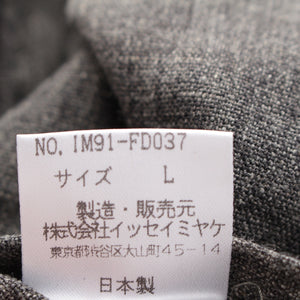 NO. IM91-FD037
サイズ L
製造・販売元
株式会社イッセイミヤケ
東京都渋谷区大山町45-14
日本製